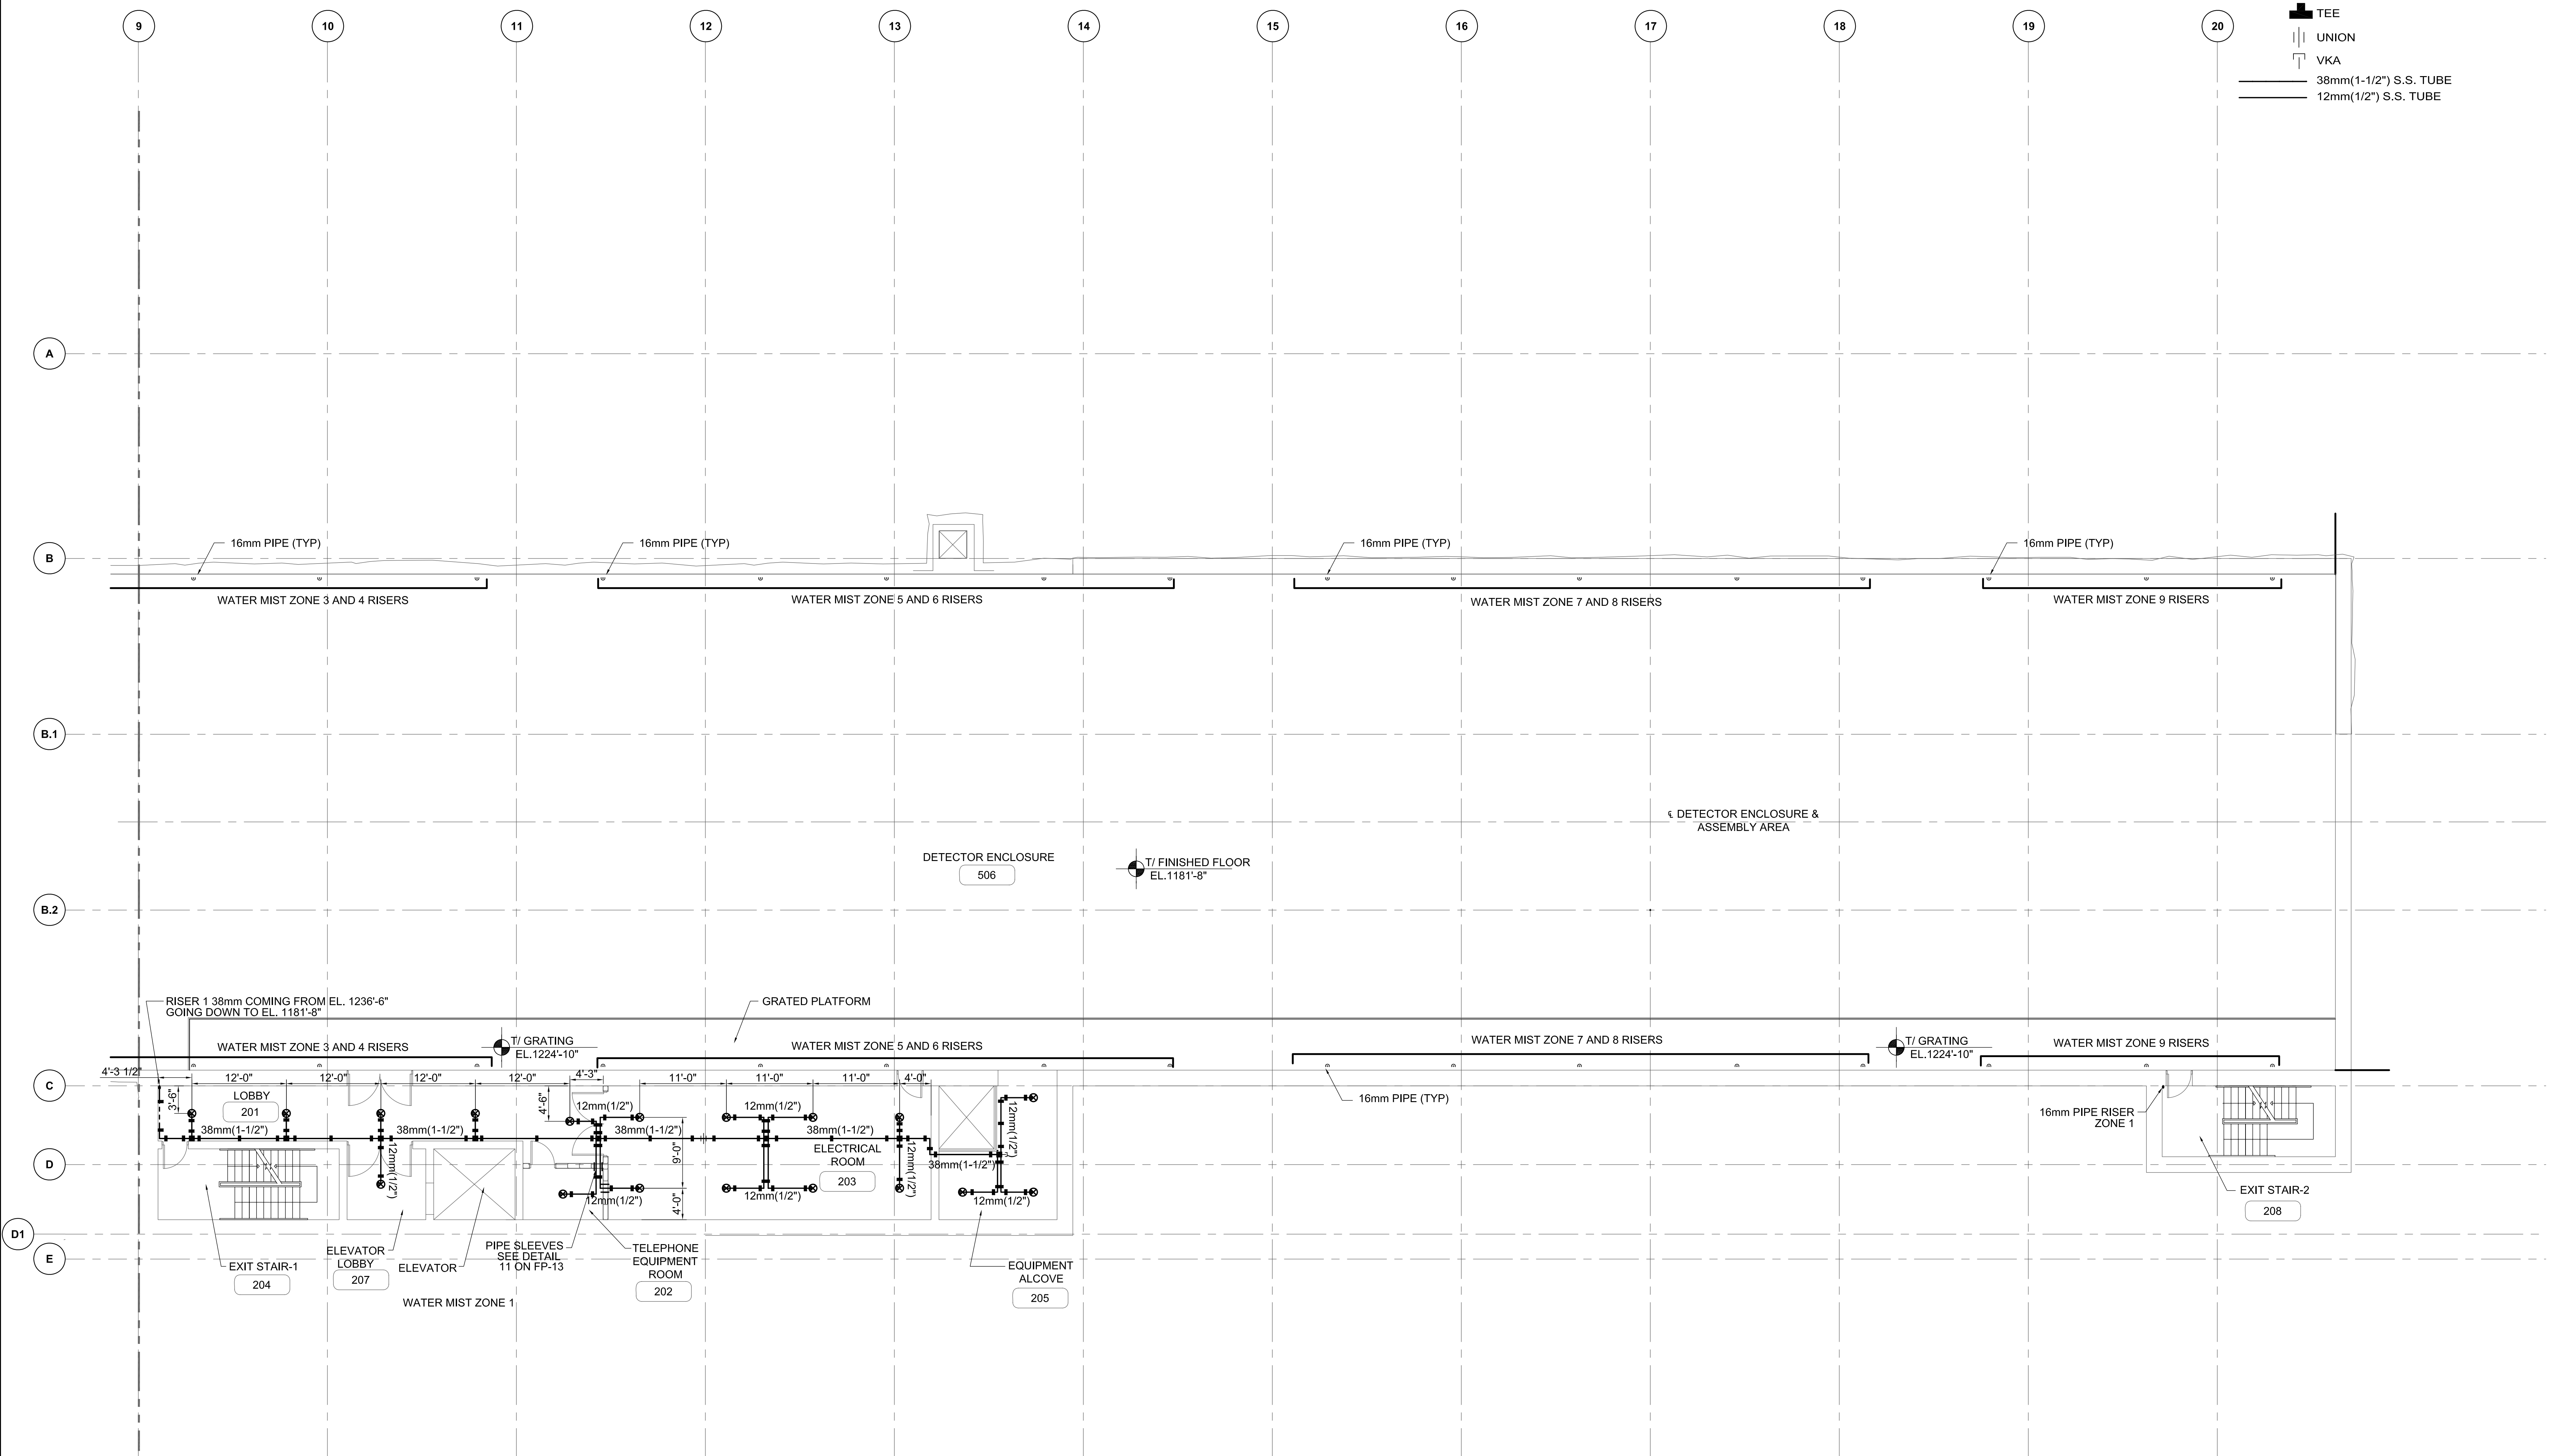 9
10
11
12
13
14
15
16
17
18
19
20
TEE
UNION
VKA
38mm(1-1/2") S.S. TUBE
12mm(1/2") S.S. TUBE
A
B
16mm PIPE (TYP)
16mm PIPE (TYP)
16mm PIPE (TYP)
16mm PIPE (TYP)
WATER MIST ZONE 3 AND 4 RISERS
WATER MIST ZONE 5 AND 6 RISERS
WATER MIST ZONE 7 AND 8 RISERS
WATER MIST ZONE 9 RISERS
B.1
℄ DETECTOR ENCLOSURE &
ASSEMBLY AREA
DETECTOR ENCLOSURE
506
T/ FINISHED FLOOR
EL.1181'-8"
B.2
RISER 1 38mm COMING FROM EL. 1236'-6"
GOING DOWN TO EL. 1181'-8"
GRATED PLATFORM
WATER MIST ZONE 3 AND 4 RISERS
T/ GRATING
EL.1224'-10"
WATER MIST ZONE 5 AND 6 RISERS
WATER MIST ZONE 7 AND 8 RISERS
T/ GRATING
EL.1224'-10"
WATER MIST ZONE 9 RISERS
C
4'-3 1/2"
12'-0"
12'-0"
12'-0"
12'-0"
4'-3"
11'-0"
11'-0"
11'-0"
4'-0"
3'-6"
LOBBY
201
4'-6"
12mm(1/2")
12mm(1/2")
12mm(1/2")
16mm PIPE (TYP)
16mm PIPE RISER
ZONE 1
38mm(1-1/2")
38mm(1-1/2")
38mm(1-1/2")
38mm(1-1/2")
9'-0"
ELECTRICAL
ROOM
203
D
12mm(1/2")
12mm(1/2")
38mm(1-1/2")
12mm(1/2")
12mm(1/2")
12mm(1/2")
4'-0"
EXIT STAIR-2
208
D1
E
EXIT STAIR-1
204
ELEVATOR
LOBBY
207
ELEVATOR
PIPE SLEEVES
SEE DETAIL
11 ON FP-13
TELEPHONE
EQUIPMENT
ROOM
202
EQUIPMENT
ALCOVE
205
WATER MIST ZONE 1